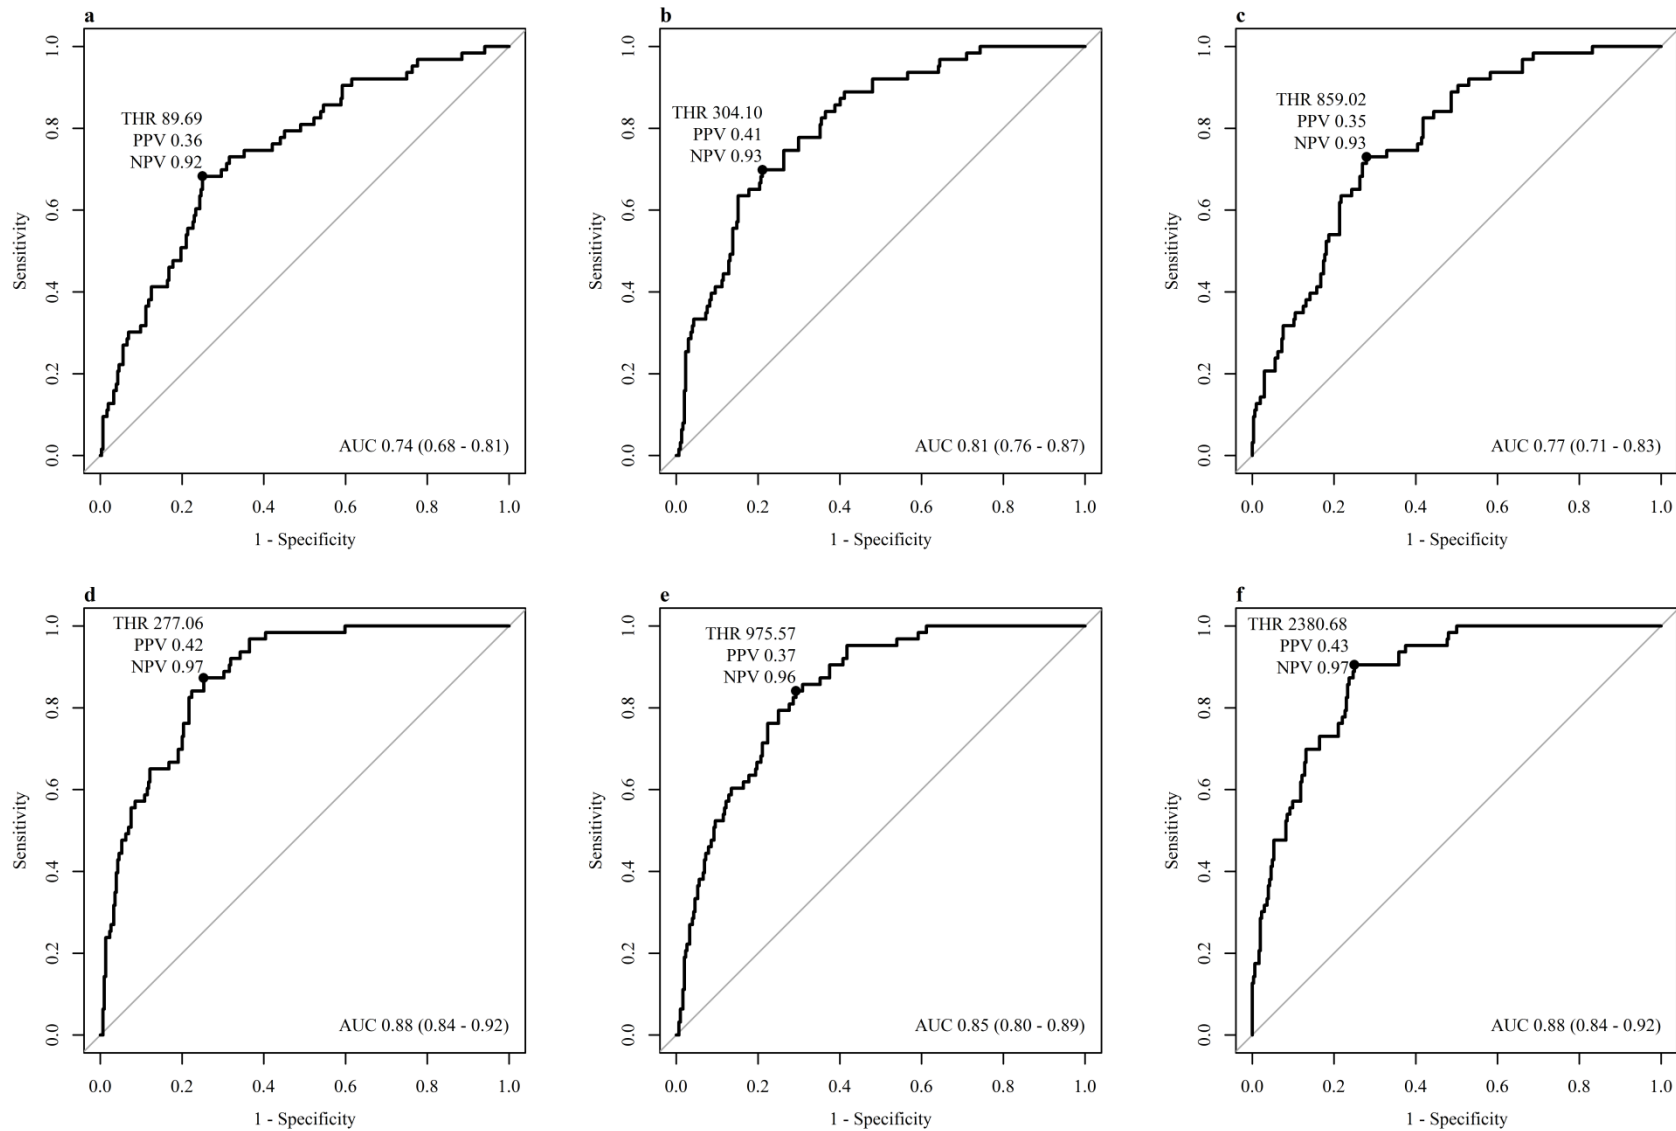 a
THR 89.69
PPV 0.36
NPV 0.92
AUC 0.74 (0.68 - 0.81)
Sensitivity
0.0 0.2 0.4 0.6 0.8 1.0
0.0 0.2 0.4 0.6 0.8 1.0
1 - Specificity
b
THR 304.10
PPV 0.41
NPV 0.93
AUC 0.81 (0.76 - 0.87)
Sensitivity
0.0 0.2 0.4 0.6 0.8 1.0
0.0 0.2 0.4 0.6 0.8 1.0
1 - Specificity
c
THR 859.02
PPV 0.35
NPV 0.93
AUC 0.77 (0.71 - 0.83)
Sensitivity
0.0 0.2 0.4 0.6 0.8 1.0
0.0 0.2 0.4 0.6 0.8 1.0
1 - Specificity
d
THR 277.06
PPV 0.42
NPV 0.97
AUC 0.88 (0.84 - 0.92)
Sensitivity
0.0 0.2 0.4 0.6 0.8 1.0
0.0 0.2 0.4 0.6 0.8 1.0
1 - Specificity
e
THR 975.57
PPV 0.37
NPV 0.96
AUC 0.85 (0.80 - 0.89)
Sensitivity
0.0 0.2 0.4 0.6 0.8 1.0
0.0 0.2 0.4 0.6 0.8 1.0
1 - Specificity
f
THR 2380.68
PPV 0.43
NPV 0.97
AUC 0.88 (0.84 - 0.92)
Sensitivity
0.0 0.2 0.4 0.6 0.8 1.0
0.0 0.2 0.4 0.6 0.8 1.0
1 - Specificity